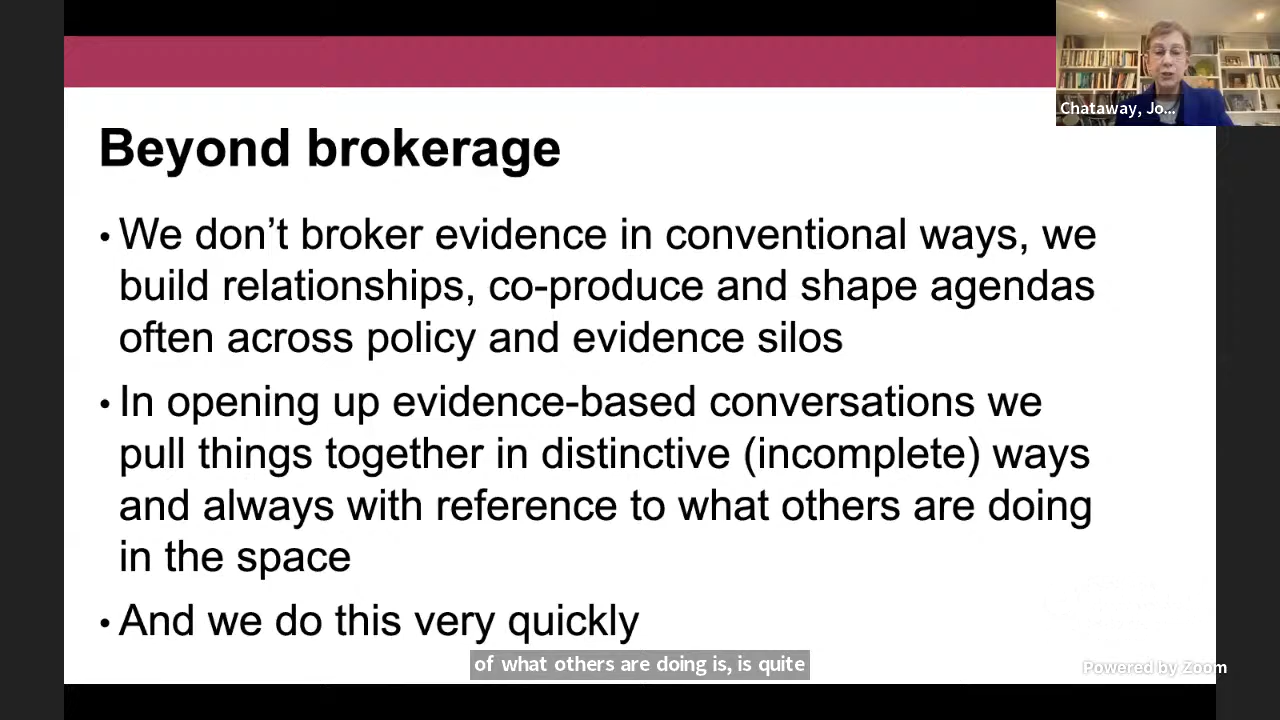 Chataway, Jo...
Beyond brokerage
• We don’t broker evidence in conventional ways, we
build relationships, co-produce and shape agendas
often across policy and evidence silos
• In opening up evidence-based conversations we
pull things together in distinctive (incomplete) ways
and always with reference to what others are doing
in the space
• And we do this very quickly
of what others are doing is, is quite
Powered by Zoom